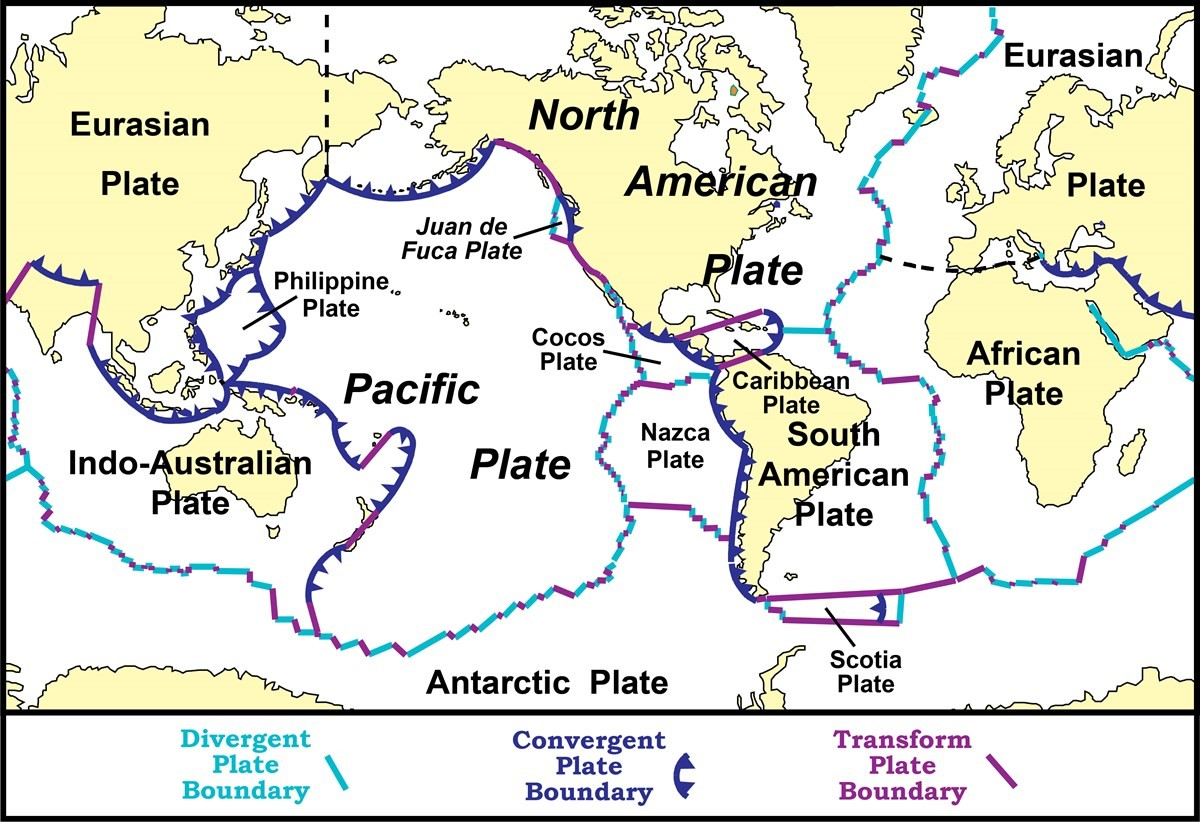 Eurasian
Plate
North
American
Plate
Eurasian
Plate
Juan de
Fuca Plate
Philippine
Plate
Cocos
Plate
Caribbean
Plate
African
Plate
Pacific
Plate
Nazca
Plate
South
American
Plate
Indo-Australian
Plate
Scotia
Plate
Antarctic Plate
Divergent
Plate
Boundary
Convergent
Plate
Boundary
Transform
Plate
Boundary